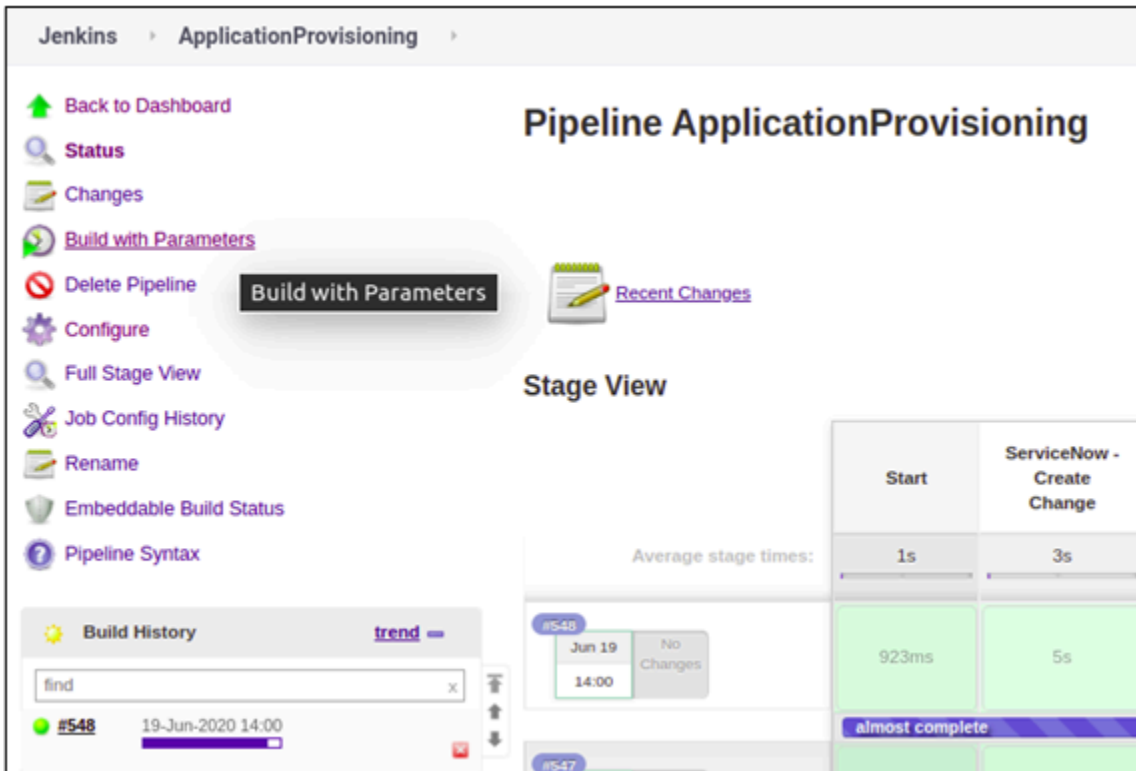 Jenkins
ApplicationProvisioning
Back to Dashboard
Status
Changes
Build with Parameters
Delete Pipeline
Configure
Full Stage View
Job Config History
Rename
Embeddable Build Status
Pipeline Syntax
Build with Parameters
Build History
trend
find
x
#548
19-Jun-2020 14:00
Pipeline ApplicationProvisioning
Recent Changes
Stage View
Start
ServiceNow -
Create
Change
Average stage times:
1s
3s
#548
Jun 19
14:00
No
Changes
923ms
5s
almost complete
#547